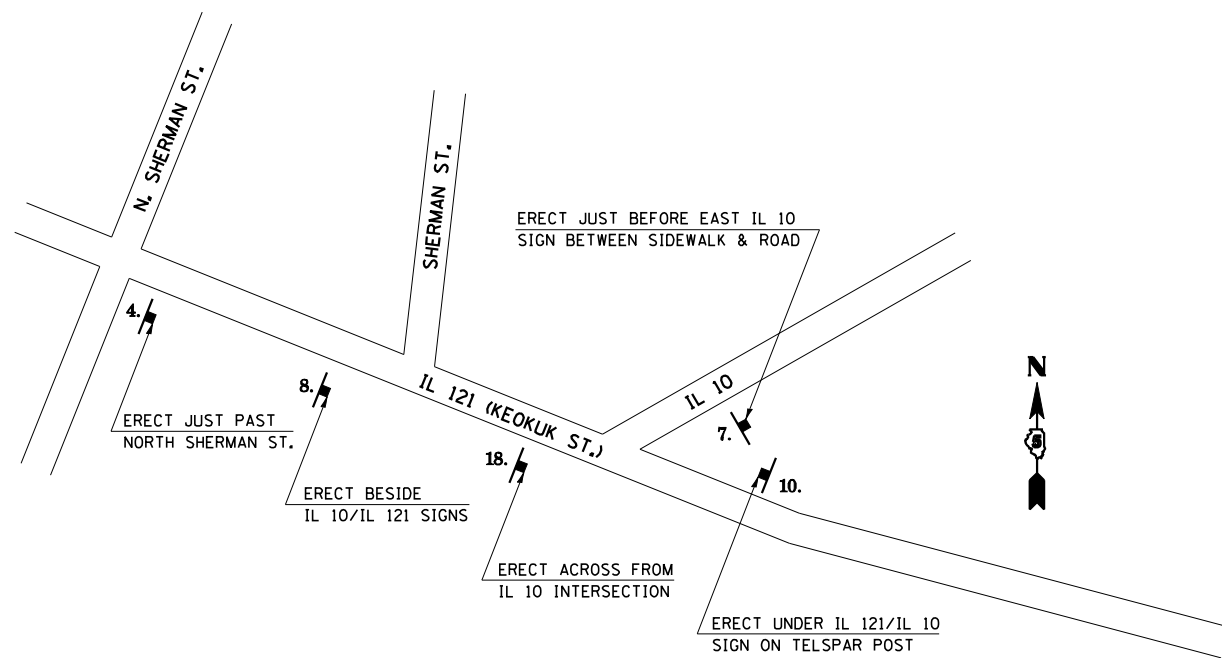 N. SHERMAN ST.
SHERMAN ST.
ERECT JUST BEFORE EAST IL 10
SIGN BETWEEN SIDEWALK & ROAD
4.
8.
IL 121 (KEOKUK ST.)
IL 10
N
5
ERECT JUST PAST
NORTH SHERMAN ST.
7.
18.
10.
ERECT BESIDE
IL 10/IL 121 SIGNS
ERECT ACROSS FROM
IL 10 INTERSECTION
ERECT UNDER IL 121/IL 10
SIGN ON TELSPAR POST